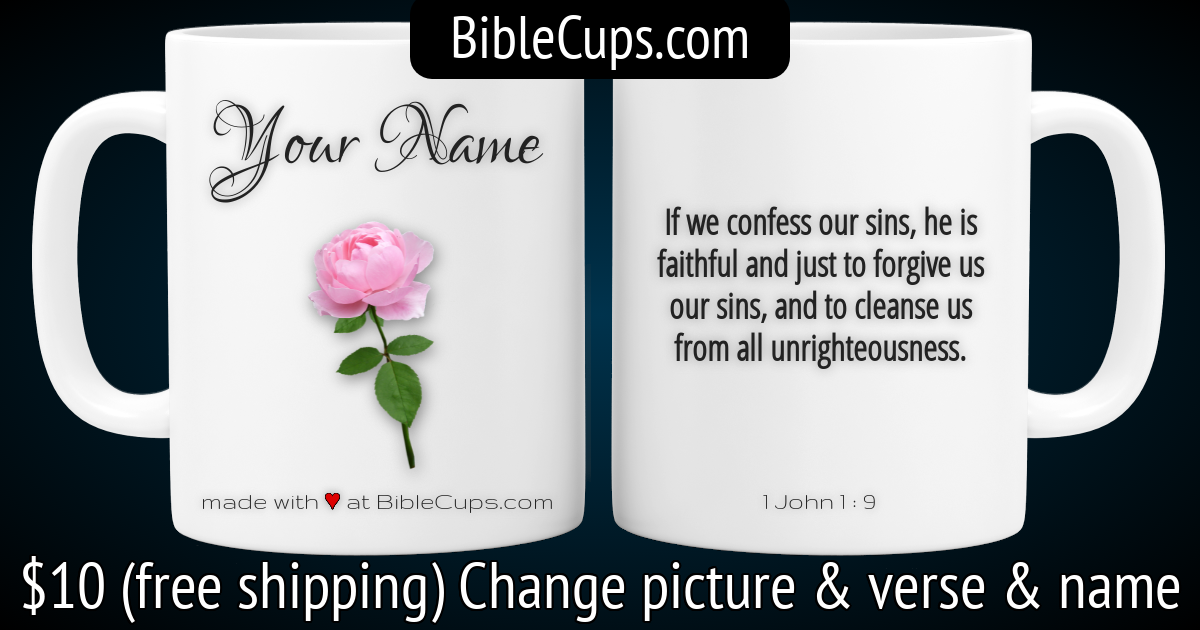 BibleCups.com
Your Name
made with ♥ at BibleCups.com
If we confess our sins, he is
faithful and just to forgive us
our sins, and to cleanse us
from all unrighteousness.
1 John 1 : 9
$10 (free shipping) Change picture & verse & name